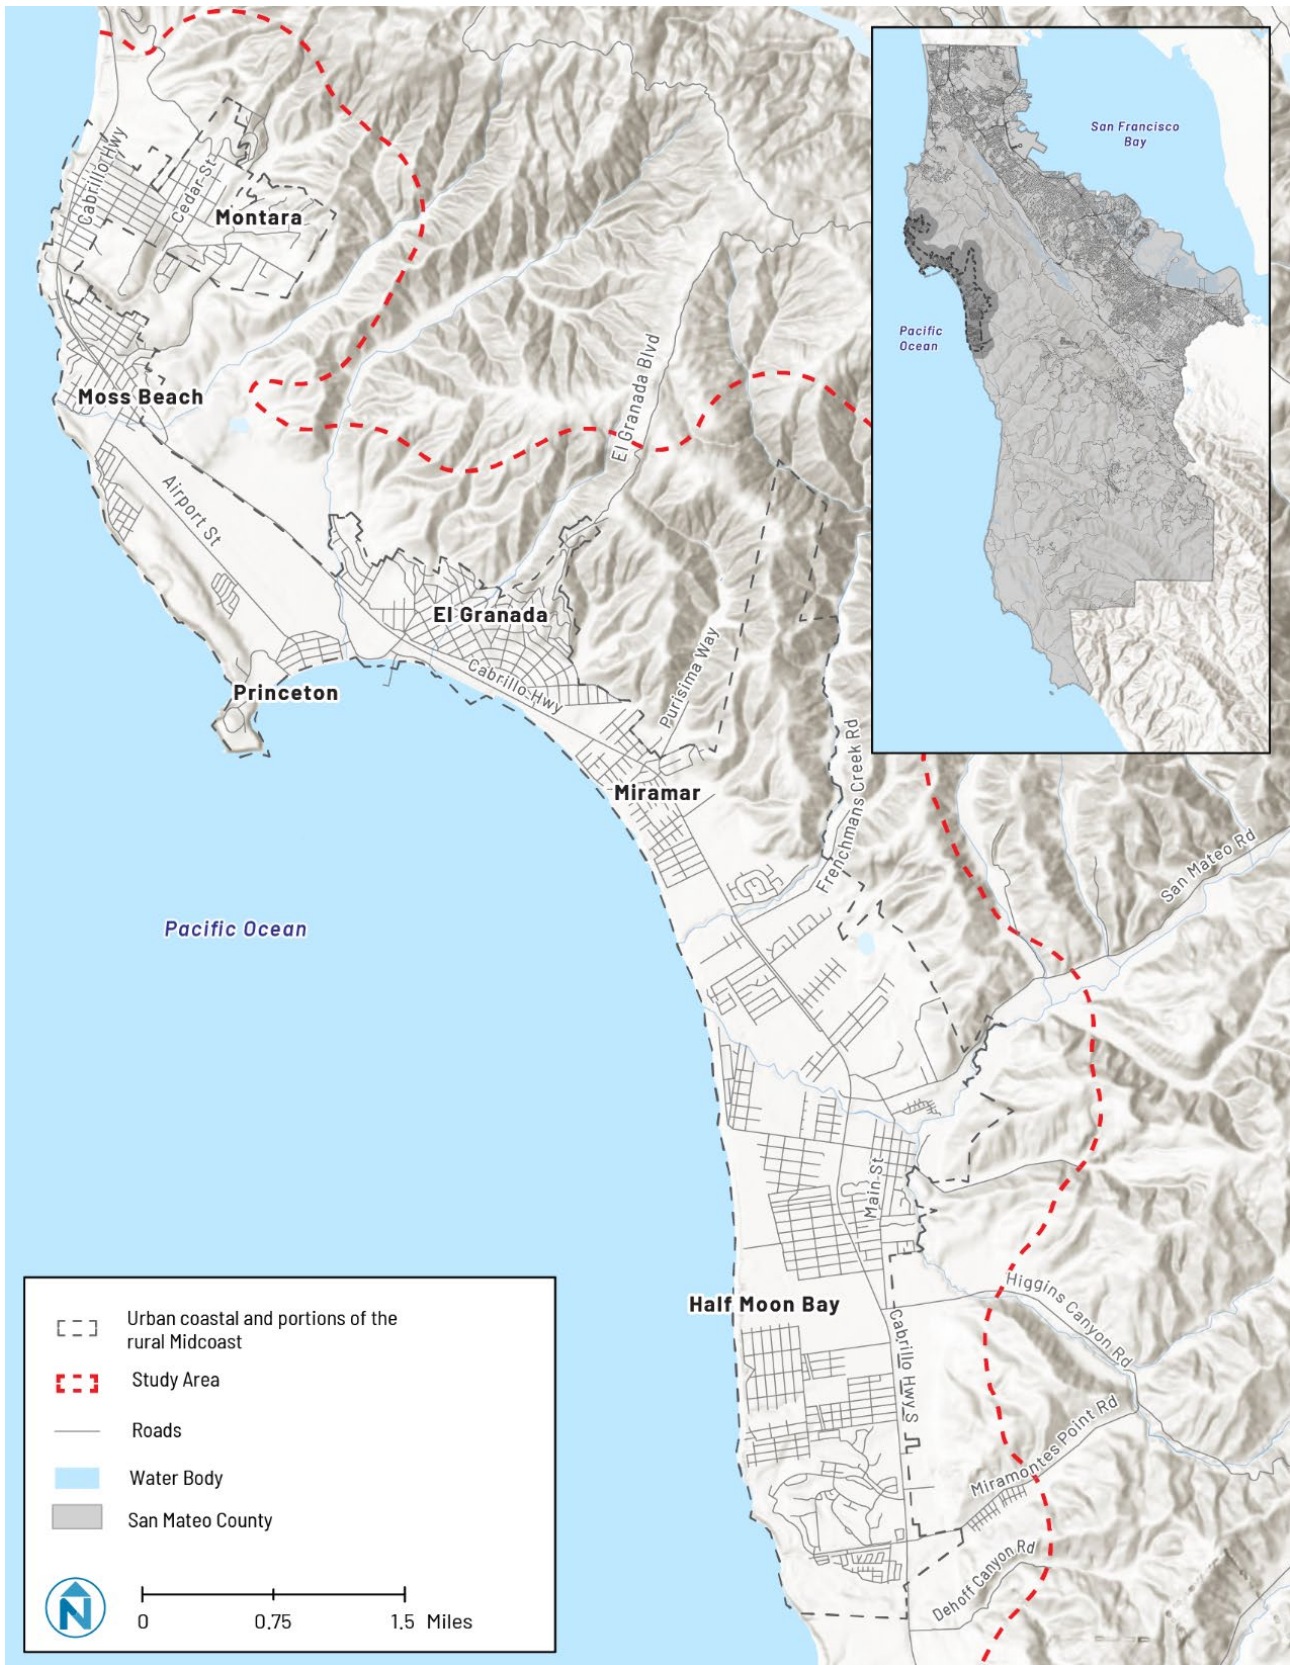 San Francisco
Bay
Pacific
Ocean
Cabrillo Hwy
Cedar St
Montara
Moss Beach
El Granada Blvd
Airport St
El Granada
Cabrillo Hwy
Purisima Way
Princeton
Miramar
Frenchmans Creek Rd
San Mateo Rd
Pacific Ocean
Main St
Higgins Canyon Rd
Half Moon Bay
Cabrillo Hwy S
Miramontes Point Rd
Dehoff Canyon Rd
Urban coastal and portions of the
rural Midcoast
Study Area
Roads
Water Body
San Mateo County
N
0 0.75 1.5 Miles